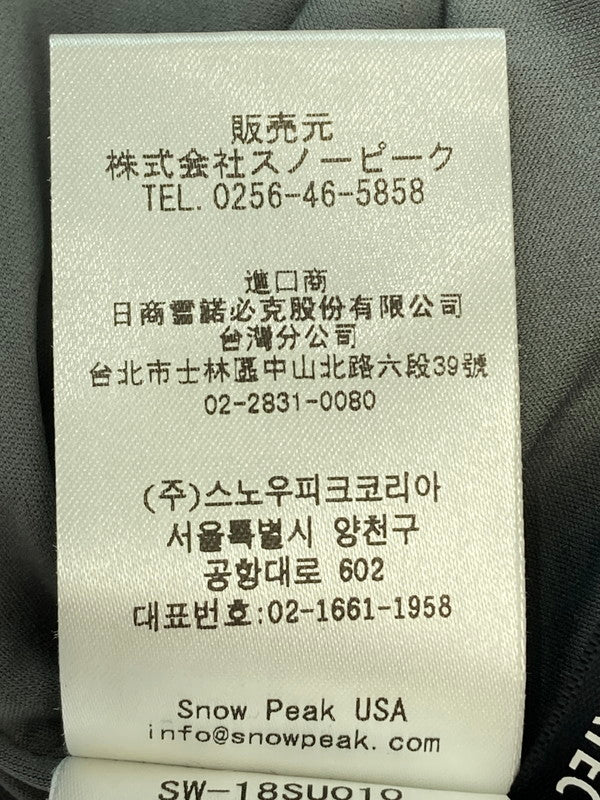 販売元
株式会社スノーピーク
TEL. 0256-46-5858
進口商
日商雪諾必克股份有限公司
台灣分公司
台北市士林區中山北路六段39號
02-2831-0080
(주)스노우피크코리아
서울특별시 양천구
공항대로 602
대표번호:02-1661-1958
Snow Peak USA
info@snowpeak.com
SW-18SU010